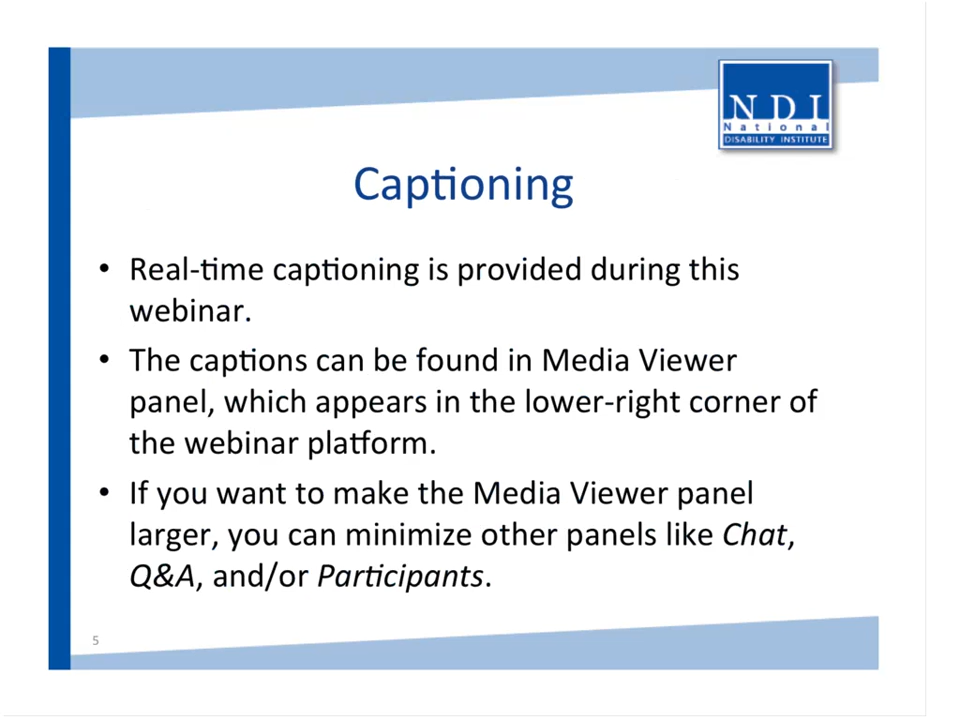 NDI
National
DISABILITY INSTITUTE
Captioning
• Real-time captioning is provided during this
webinar.
• The captions can be found in Media Viewer
panel, which appears in the lower-right corner of
the webinar platform.
• If you want to make the Media Viewer panel
larger, you can minimize other panels like Chat,
Q&A, and/or Participants.
5